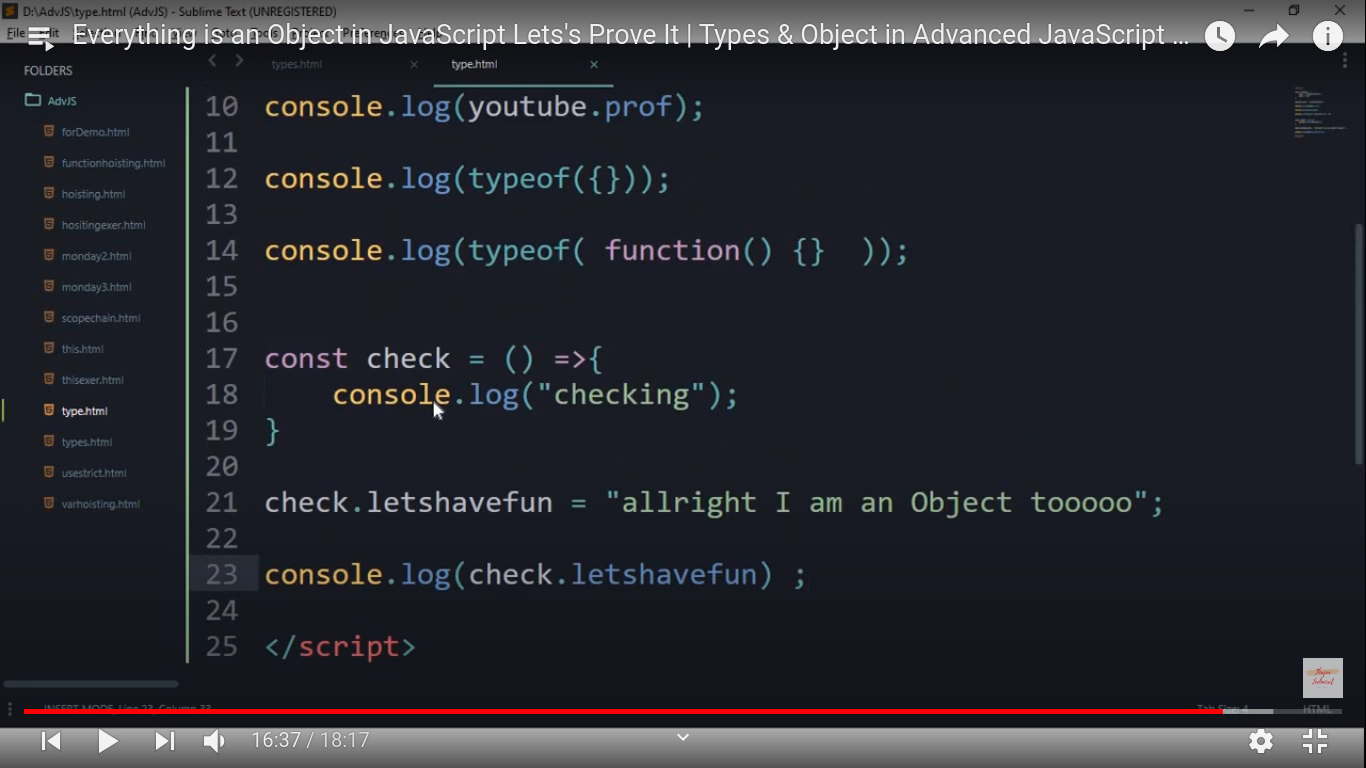 D:\AdvJS\type.html (AdvJS) - Sublime Text (UNREGISTERED)
Everything is an Object in JavaScript Lets's Prove It | Types & Object in Advanced JavaScript ...
FOLDERS
AdvJS
forDemo.html
functionhoisting.html
hoisting.html
hositingexer.html
monday2.html
monday3.html
scopechain.html
this.html
thisexer.html
type.html
types.html
usestrict.html
varhoisting.html
types.html × type.html ×
10 console.log(youtube.prof);
11
12 console.log(typeof({}));
13
14 console.log(typeof( function() {}  ));
15
16
17 const check = () =>{
18     console.log("checking");
19 }
20
21 check.letshavefun = "allright I am an Object tooooo";
22
23 console.log(check.letshavefun) ;
24
25 </script>
INSERT MODE, Line 23, Column 33
Tab Size: 4 HTML
16:37 / 18:17